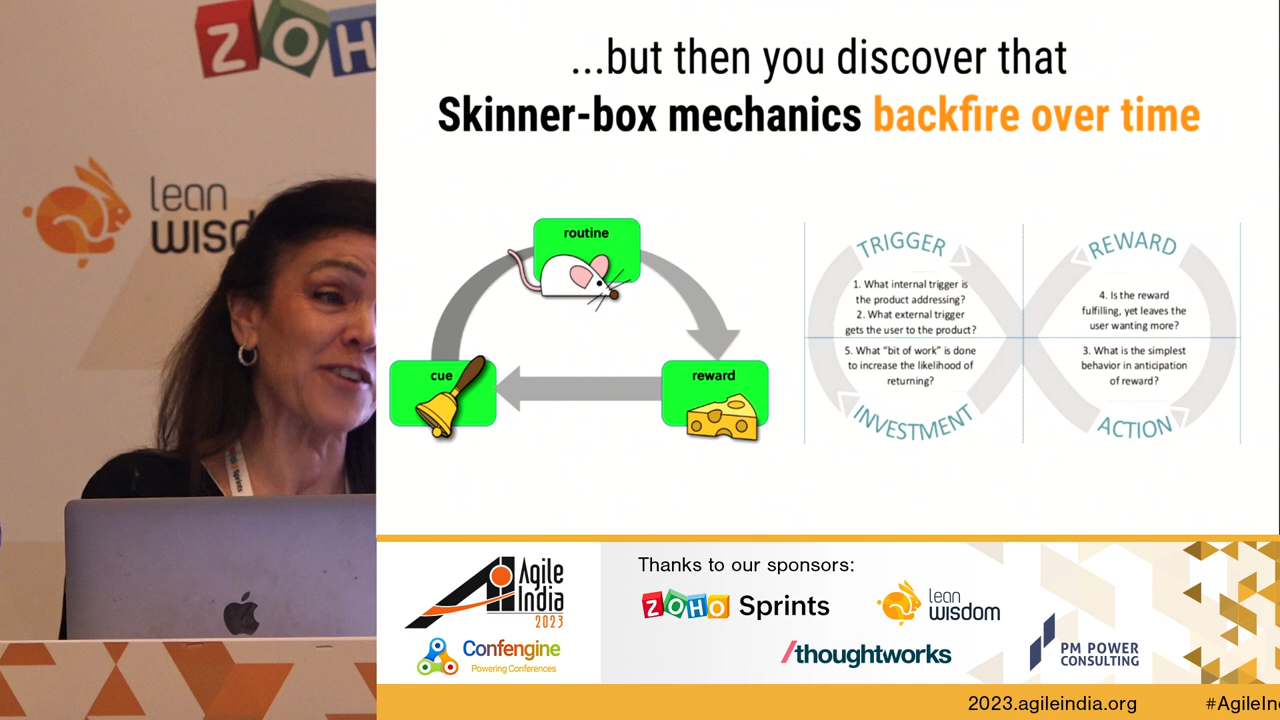 ZOH
lean
WISD
...but then you discover that
Skinner-box mechanics backfire over time
routine
cue
reward
TRIGGER
1. What internal trigger is
the product addressing?
2. What external trigger
gets the user to the product?
REWARD
4. Is the reward
fulfilling, yet leaves the
user wanting more?
5. What “bit of work” is done
to increase the likelihood of
returning?
INVESTMENT
3. What is the simplest
behavior in anticipation
of reward?
ACTION
Sprints
Agile
India
2023
Confengine
Powering Conferences
Thanks to our sponsors:
ZOHO Sprints
lean
wisdom
/thoughtworks
PM POWER
CONSULTING
2023.agileindia.org
#AgileIn